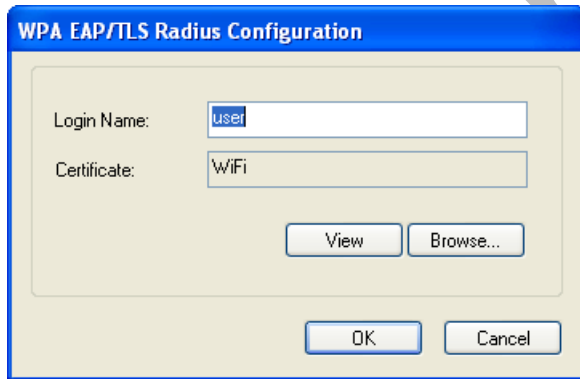 WPA EAP/TLS Radius Configuration
Login Name: user
Certificate: WiFi
View Browse...
OK Cancel